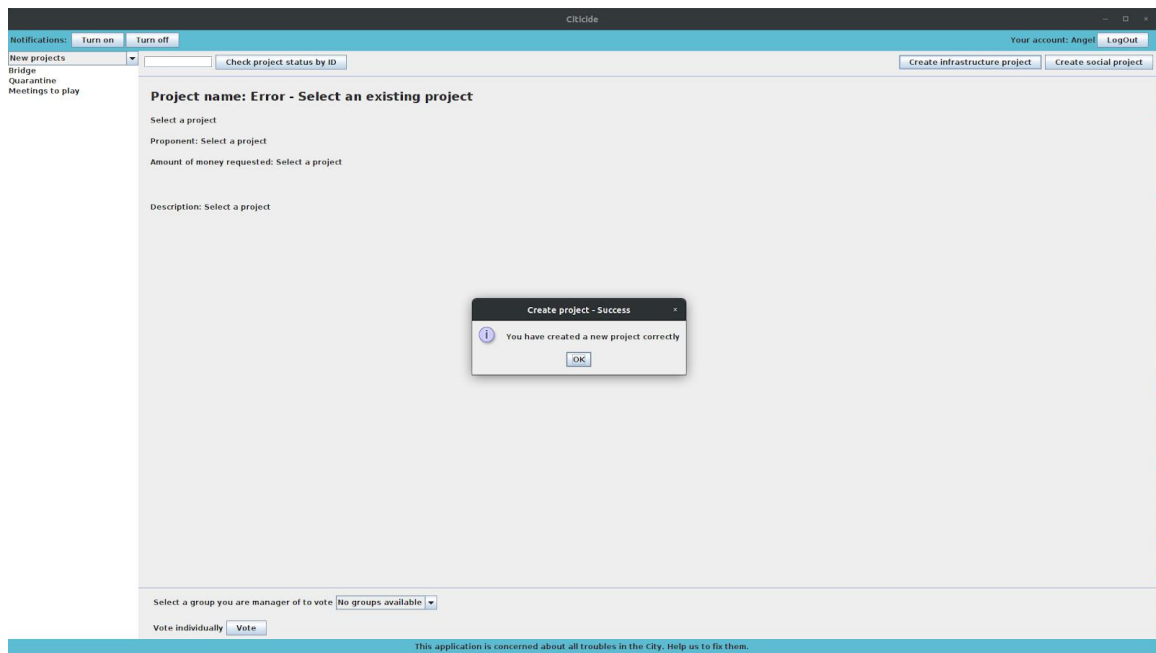 Citicide
Notifications: Turn on Turn off Your account: Angel LogOut
New projects Check project status by ID Create infrastructure project Create social project
Bridge
Quarantine
Meetings to play
Project name: Error - Select an existing project
Select a project
Proponent: Select a project
Amount of money requested: Select a project
Description: Select a project
Create project - Success
You have created a new project correctly
OK
Select a group you are manager of to vote No groups available
Vote individually Vote
This application is concerned about all troubles in the City. Help us to fix them.